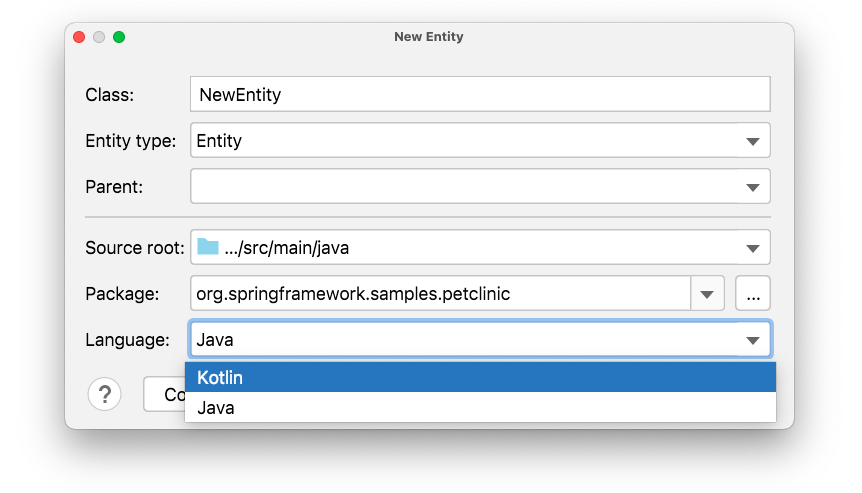 New Entity
Class: NewEntity
Entity type: Entity
Parent:
Source root: .../src/main/java
Package: org.springframework.samples.petclinic ...
Language: Java
Kotlin
? Co
Java